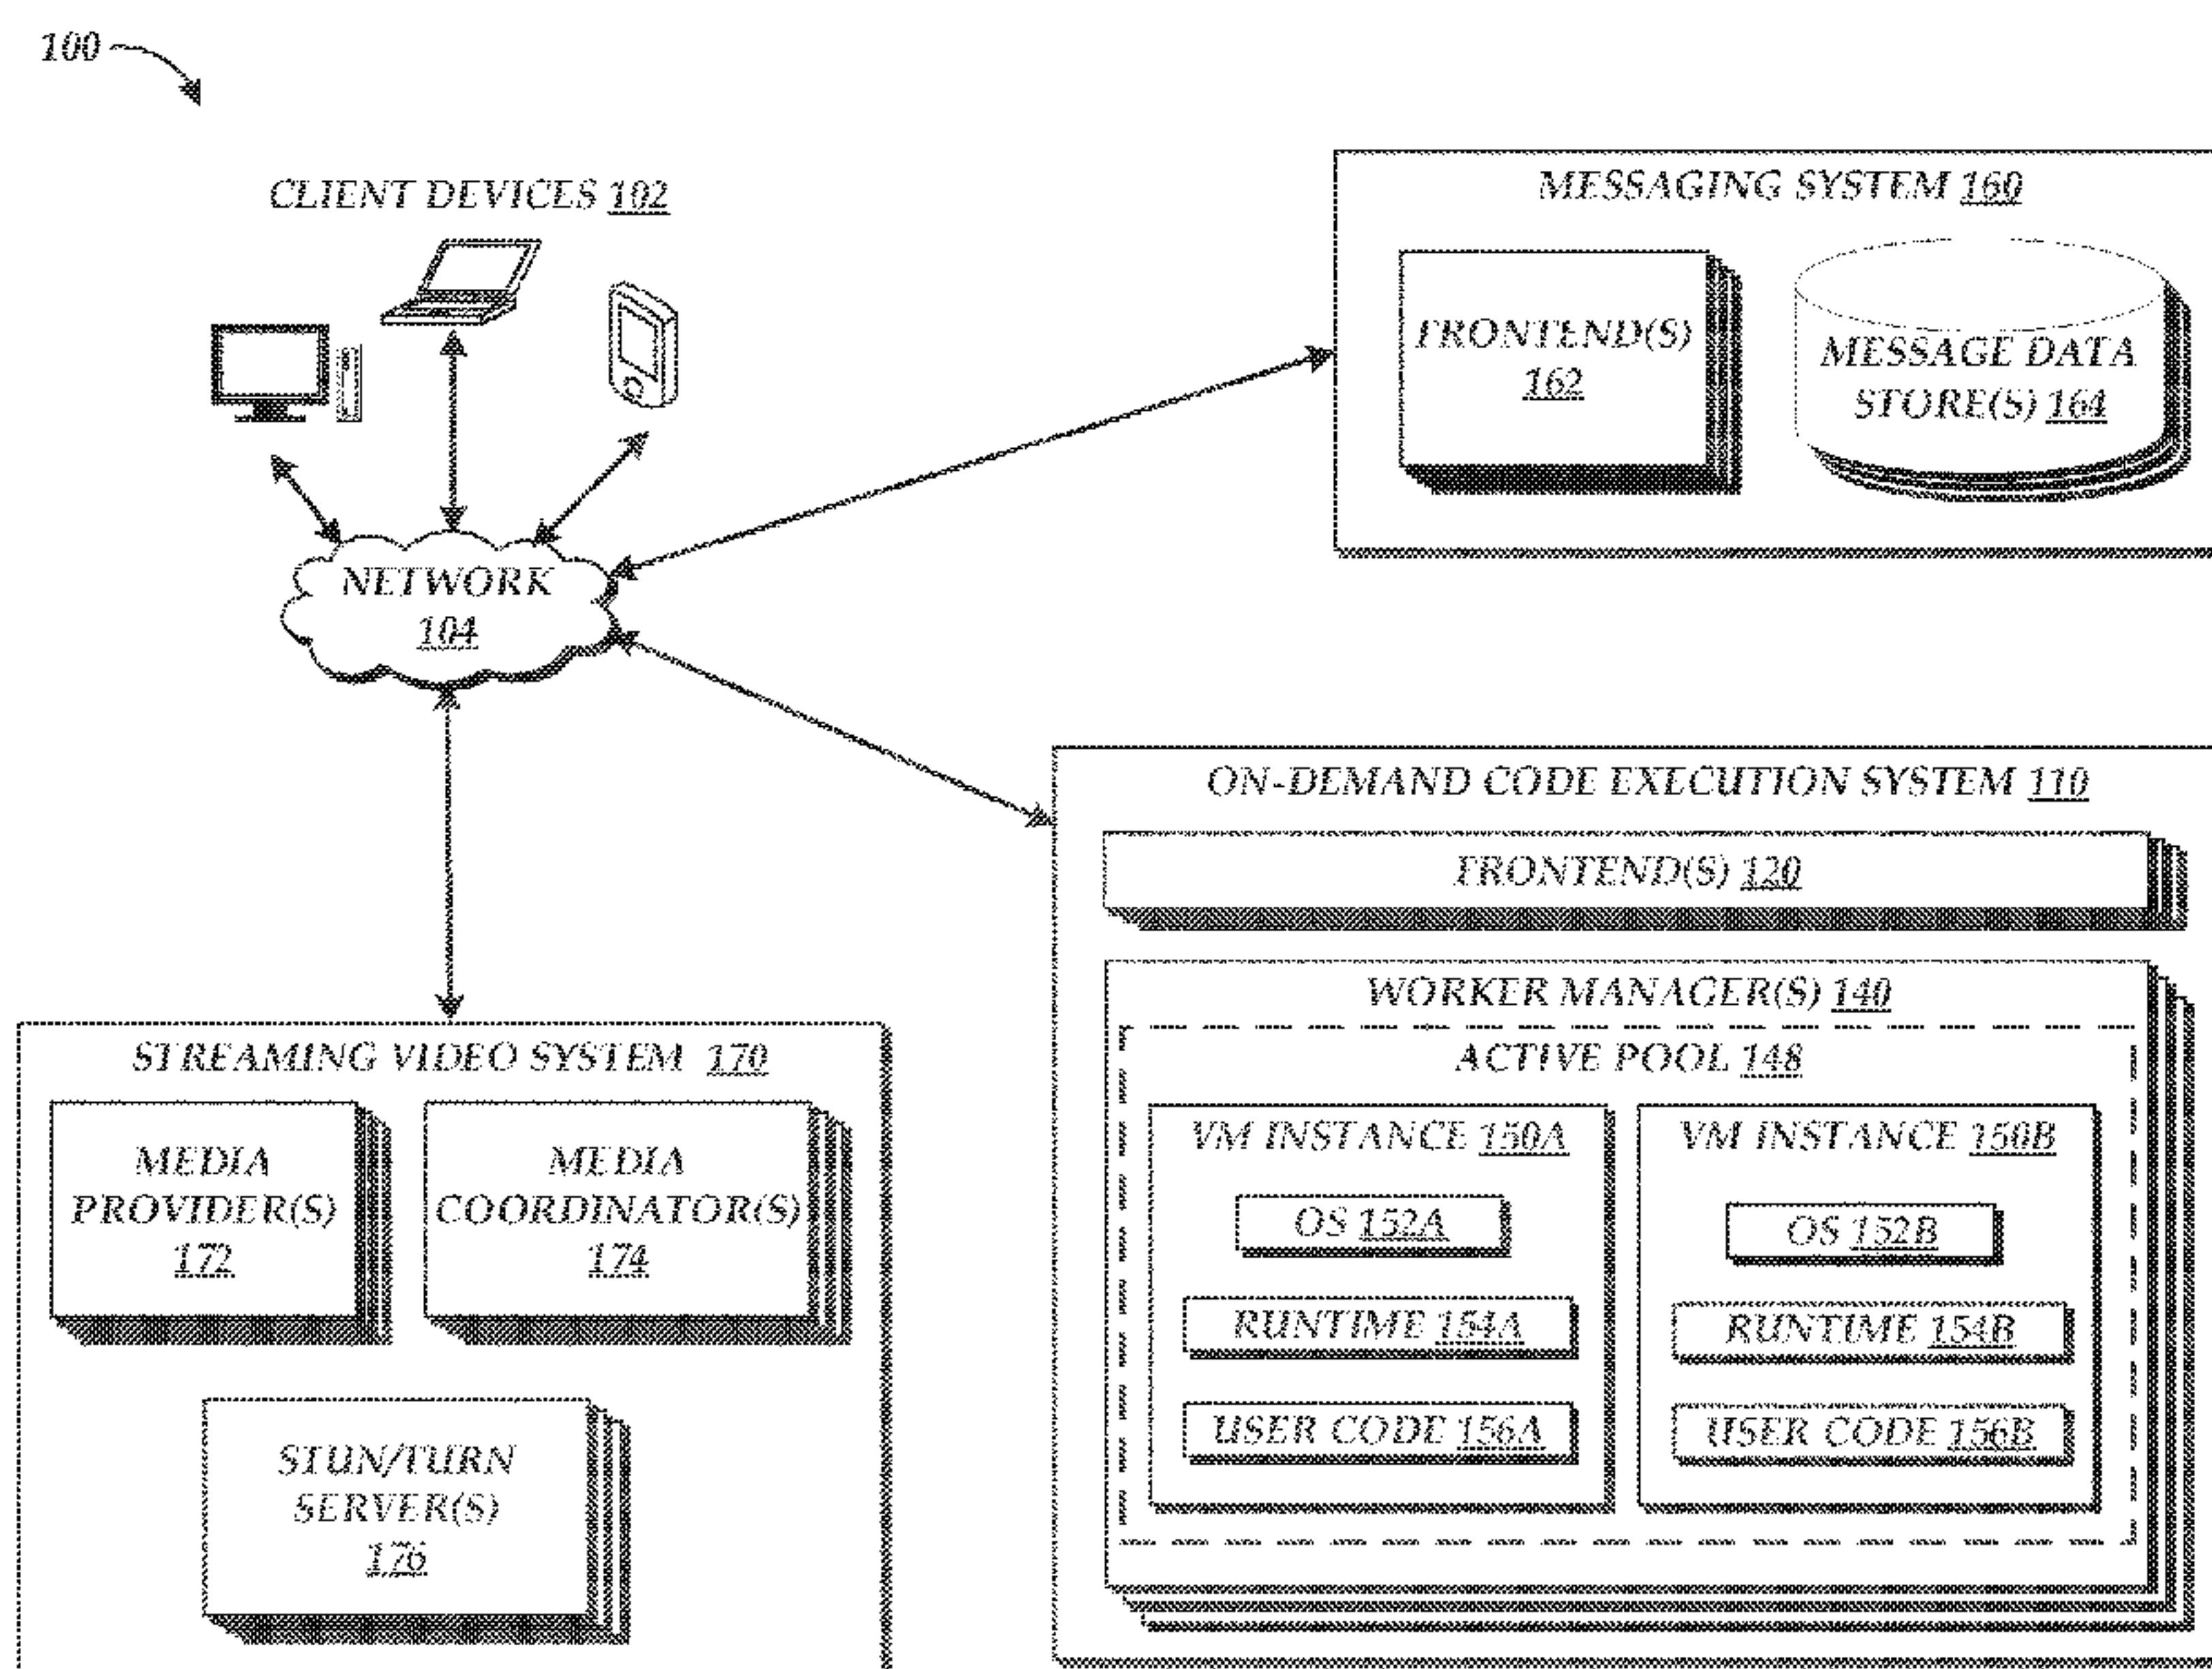 100
CLIENT DEVICES 102
NETWORK
104
MESSAGING SYSTEM 160
FRONTEND(S)
162
MESSAGE DATA
STORE(S) 164
ON-DEMAND CODE EXECUTION SYSTEM 110
FRONTEND(S) 120
WORKER MANAGER(S) 140
ACTIVE POOL 148
VM INSTANCE 150A
OS 152A
RUNTIME 154A
USER CODE 156A
VM INSTANCE 150B
OS 152B
RUNTIME 154B
USER CODE 156B
STREAMING VIDEO SYSTEM 170
MEDIA
PROVIDER(S)
172
MEDIA
COORDINATOR(S)
174
STUN/TURN
SERVER(S)
176